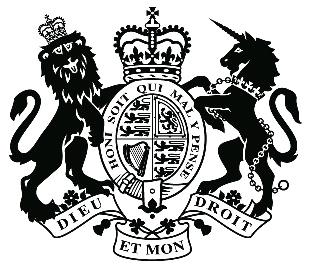 HONI SOIT QUI MAL Y PENSE
DIEU ET MON DROIT